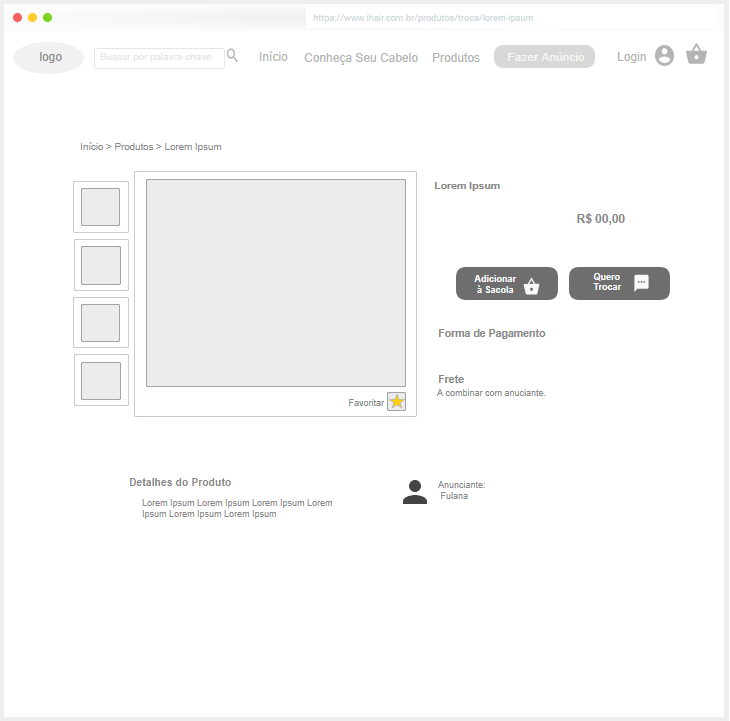 https://www.ihair.com.br/produtos/troca/lorem-ipsum
logo
Buscar por palavra-chave
Início
Conheça Seu Cabelo
Produtos
Fazer Anúncio
Login
Início > Produtos > Lorem Ipsum
Lorem Ipsum
R$ 00,00
Adicionar
à Sacola
Quero
Trocar
Forma de Pagamento
Frete
A combinar com anuciante.
Favoritar
Detalhes do Produto
Lorem Ipsum Lorem Ipsum Lorem Ipsum Lorem
Ipsum Lorem Ipsum Lorem Ipsum
Anunciante:
Fulana